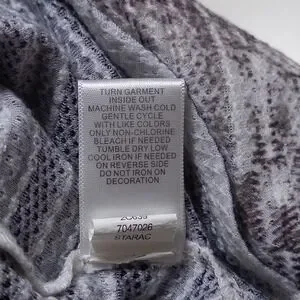 TURN GARMENT
INSIDE OUT
MACHINE WASH COLD
GENTLE CYCLE
WITH LIKE COLORS
ONLY NON-CHLORINE
BLEACH IF NEEDED
TUMBLE DRY LOW
COOL IRON IF NEEDED
ON REVERSE SIDE
DO NOT IRON ON
DECORATION
7047026
STARAC